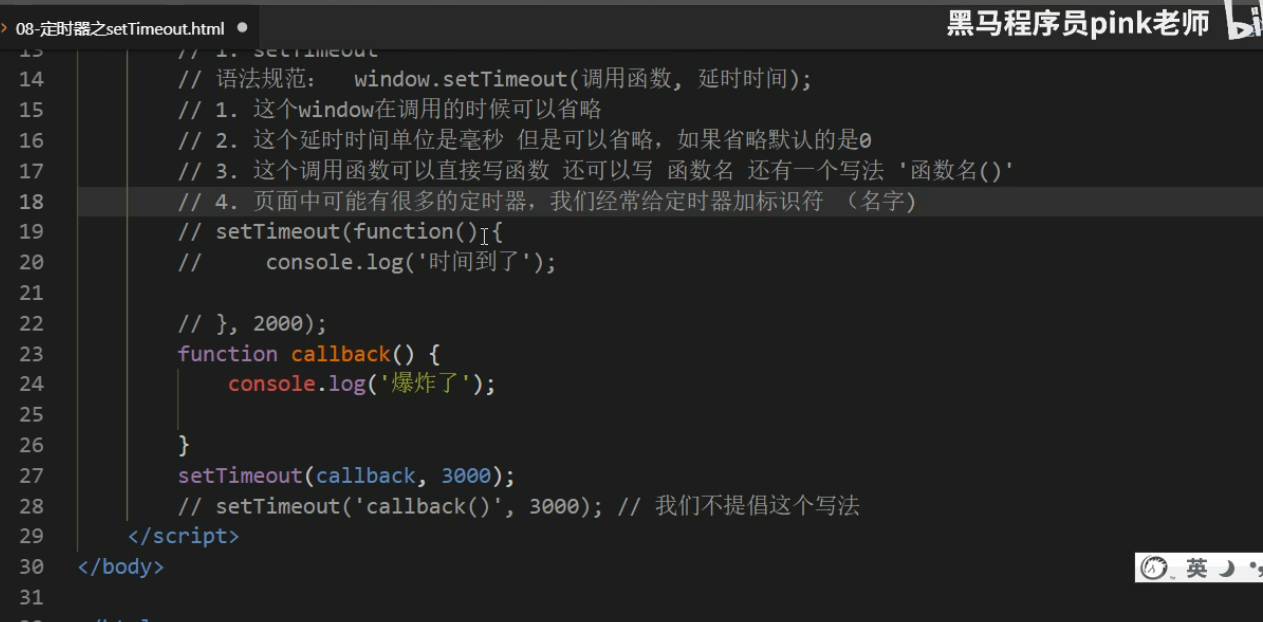 08-定时器之setTimeout.html
黑马程序员pink老师
13 // 1. setTimeout
14 // 语法规范： window.setTimeout(调用函数, 延时时间);
15 // 1. 这个window在调用的时候可以省略
16 // 2. 这个延时时间单位是毫秒 但是可以省略，如果省略默认的是0
17 // 3. 这个调用函数可以直接写函数 还可以写 函数名 还有一个写法 '函数名()'
18 // 4. 页面中可能有很多的定时器，我们经常给定时器加标识符 （名字)
19 // setTimeout(function() {
20 //     console.log('时间到了');
21
22 // }, 2000);
23 function callback() {
24     console.log('爆炸了');
25
26 }
27 setTimeout(callback, 3000);
28 // setTimeout('callback()', 3000); // 我们不提倡这个写法
29 </script>
30 </body>
31
英